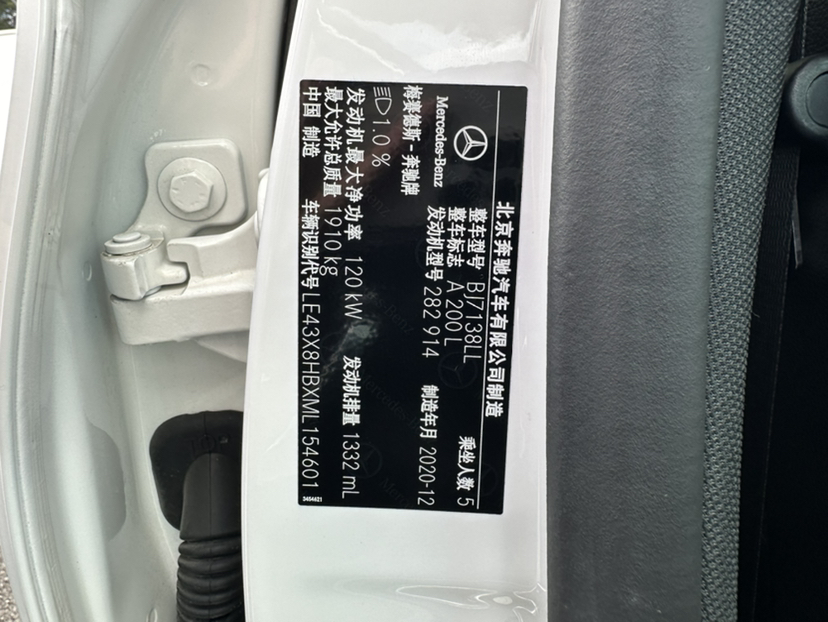 北京奔驰汽车有限公司制造
Mercedes-Benz
整车型号 BJ7138LL 乘坐人数 5
整车标志 A 200 L
梅赛德斯-奔驰牌 发动机型号 282 914 制造年月 2020-12
1.0 %
发动机最大净功率 120 kW 发动机排量 1332 mL
最大允许总质量 1910 kg
中国 制造 车辆识别代号 LE43X8HBXML154601
3454621